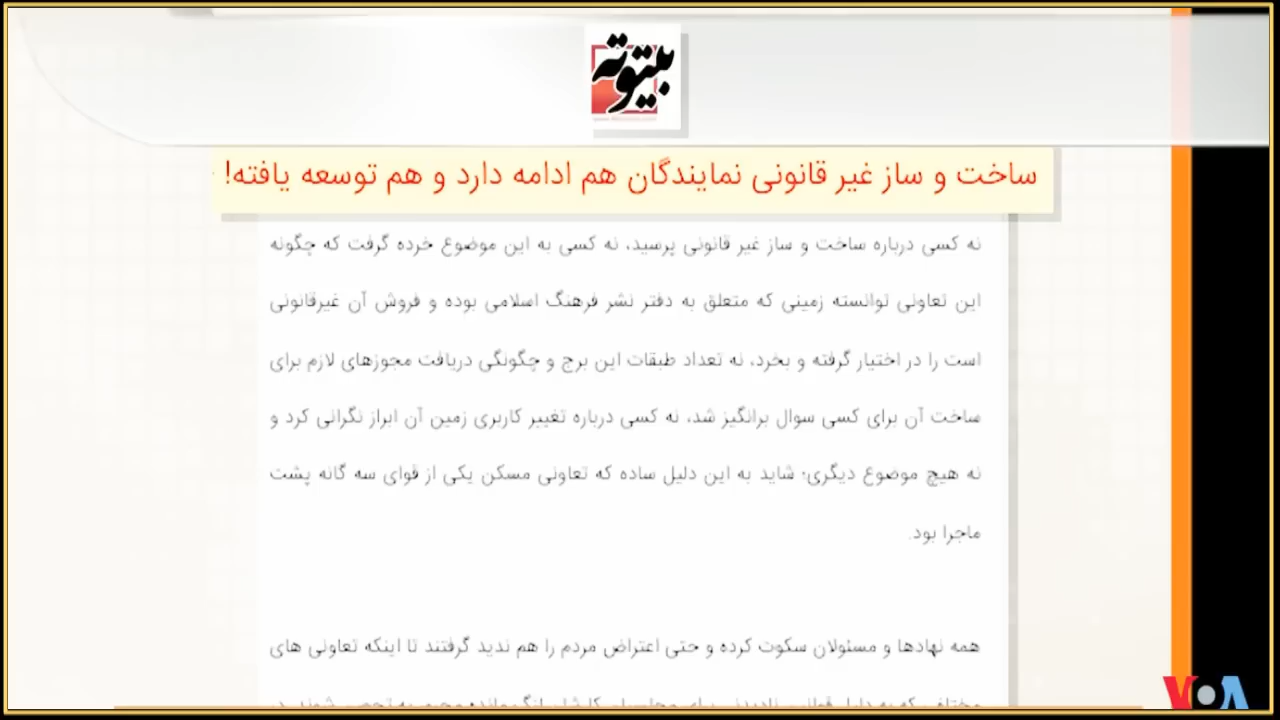 بیتوته
ساخت و ساز غیر قانونی نمایندگان هم ادامه دارد و هم توسعه یافته!
نه کسی درباره ساخت و ساز غیر قانونی پرسید، نه کسی به این موضوع خرده گرفت که چگونه
این تعاونی توانسته زمینی که متعلق به دفتر نشر فرهنگ اسلامی بوده و فروش آن غیرقانونی
است را در اختیار گرفته و بخرد، نه تعداد طبقات این برج و چگونگی دریافت مجوزهای لازم برای
ساخت آن برای کسی سوال برانگیز شد، نه کسی درباره تغییر کاربری زمین آن ابراز نگرانی کرد و
نه هیچ موضوع دیگری؛ شاید به این دلیل ساده که تعاونی مسکن یکی از قوای سه گانه پشت
ماجرا بود.
همه نهادها و مسئولان سکوت کرده و حتی اعتراض مردم را هم ندید گرفتند تا اینکه تعاونی های
VOA